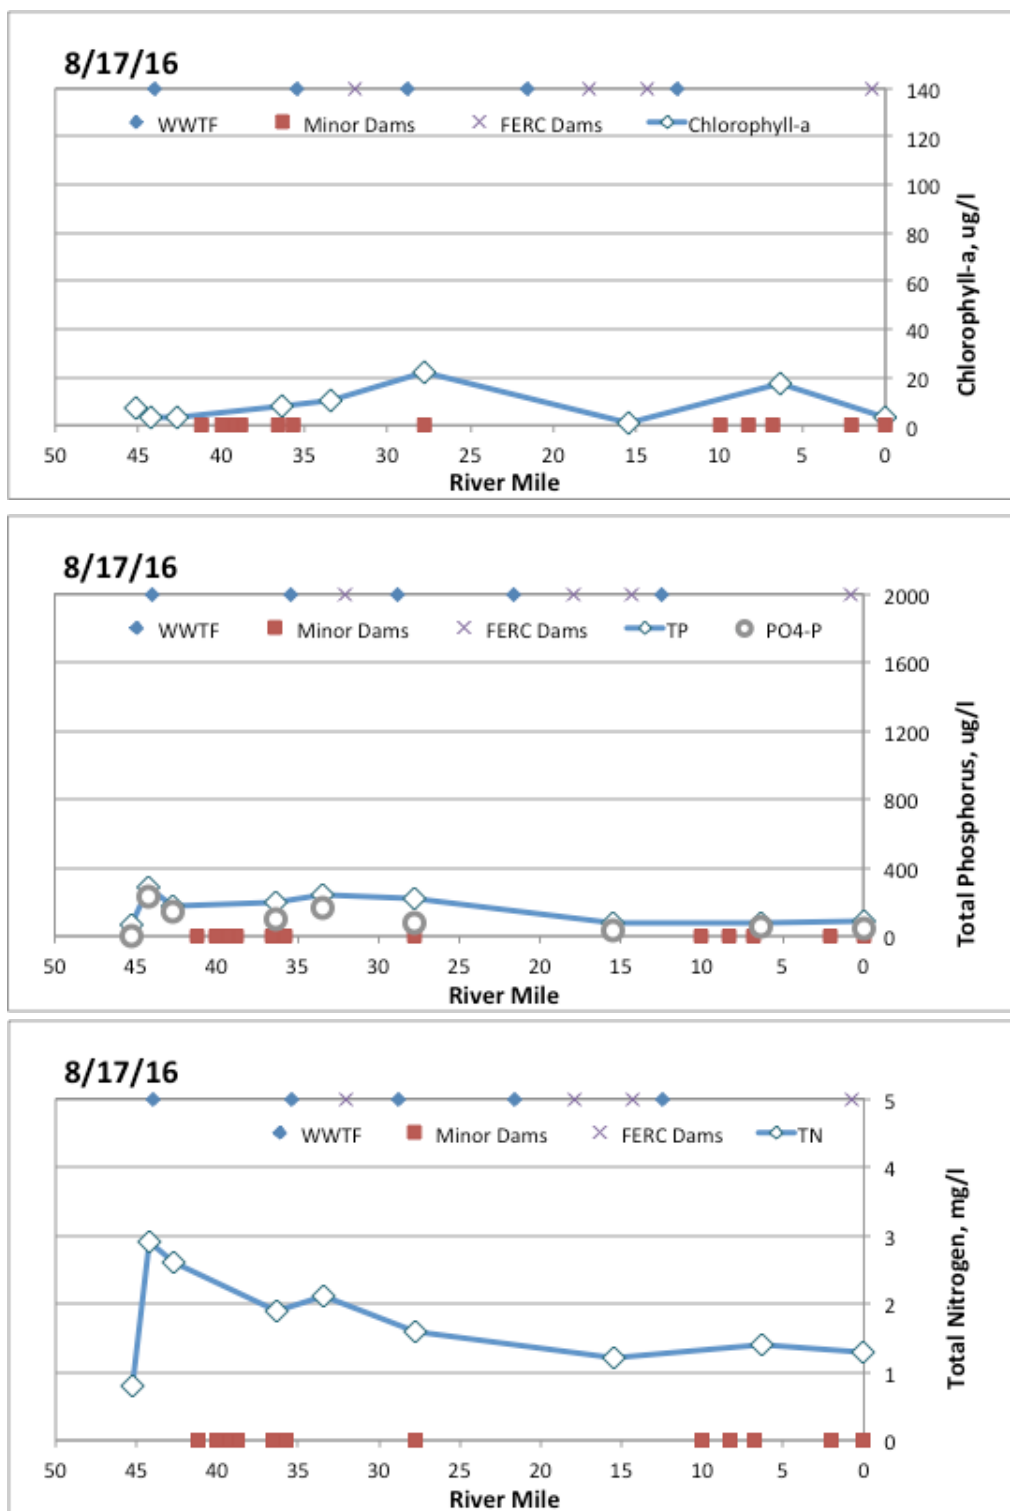 8/17/16
WWTF Minor Dams FERC Dams Chlorophyll-a
140
120
100
80
60
40
20
0
Chlorophyll-a, ug/l
50 45 40 35 30 25 20 15 10 5 0
River Mile
8/17/16
WWTF Minor Dams FERC Dams TP PO4-P
2000
1600
1200
800
400
0
Total Phosphorus, ug/l
50 45 40 35 30 25 20 15 10 5 0
River Mile
8/17/16
WWTF Minor Dams FERC Dams TN
5
4
3
2
1
0
Total Nitrogen, mg/l
50 45 40 35 30 25 20 15 10 5 0
River Mile